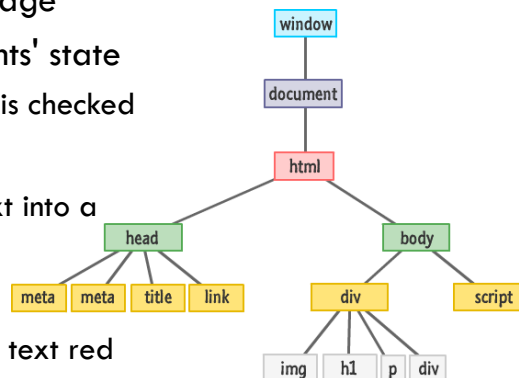 age
nts' state
is checked
xt into a
text red
window
document
html
head body
meta meta title link div script
img h1 p div